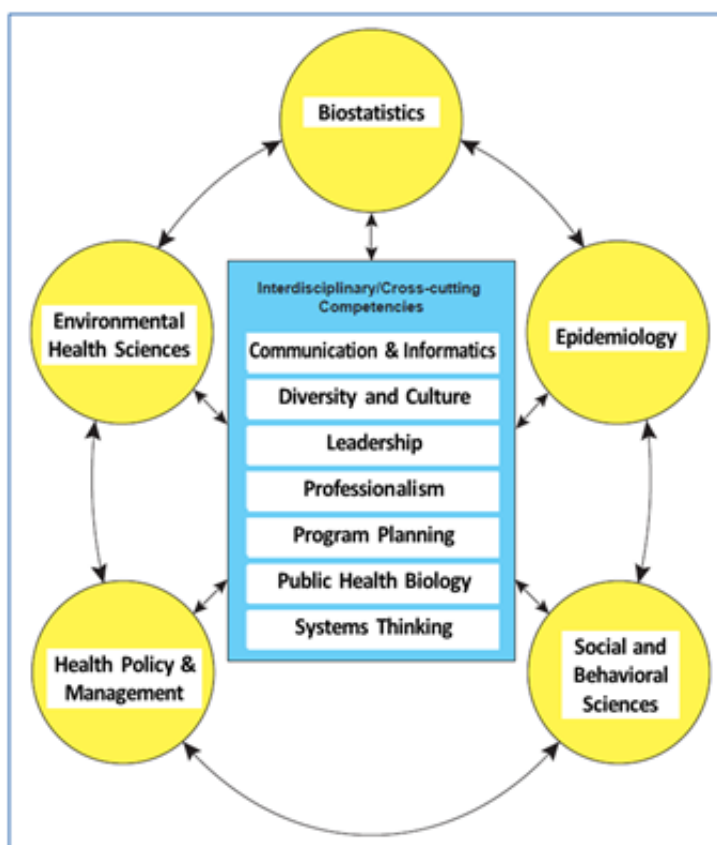 Biostatistics
Environmental
Health Sciences
Epidemiology
Interdisciplinary/Cross-cutting
Competencies
Communication & Informatics
Diversity and Culture
Leadership
Professionalism
Program Planning
Public Health Biology
Systems Thinking
Health Policy &
Management
Social and
Behavioral
Sciences